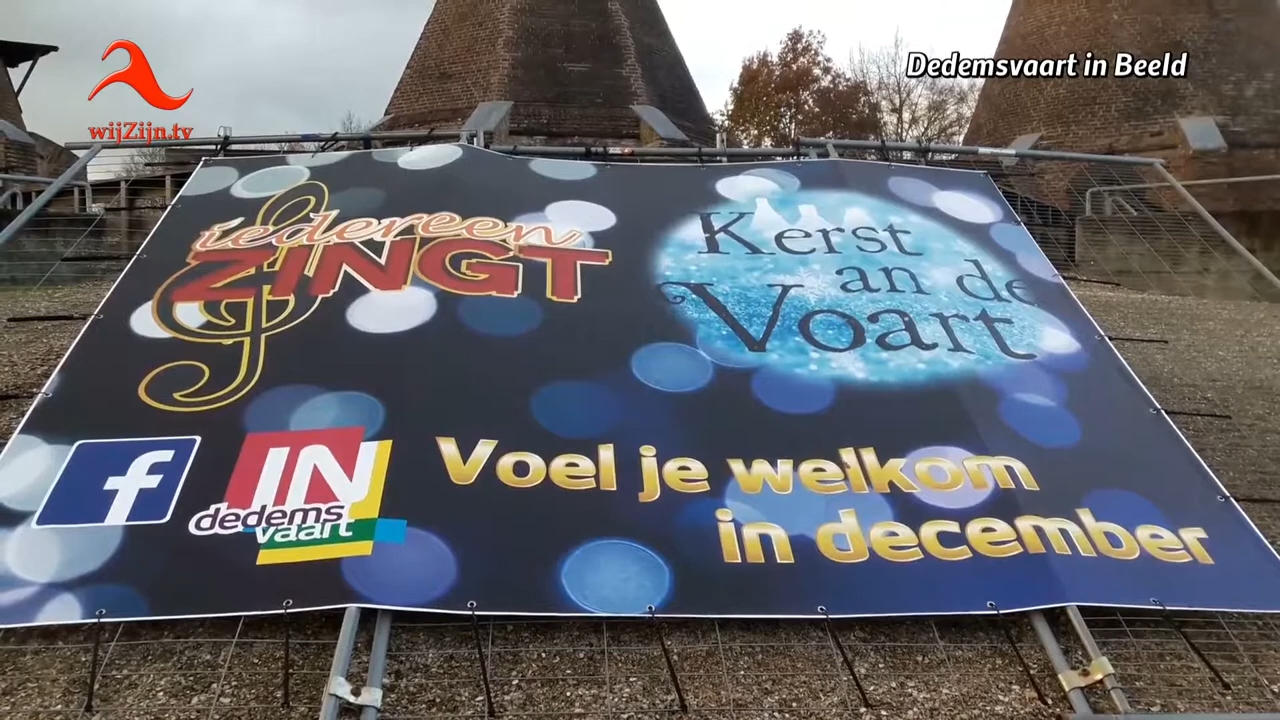 wijZijn.tv
Dedemsvaart in Beeld
iedereen
ZINGT
Kerst
an de
Voart
f
IN
dedems
vaart
Voel je welkom
in december